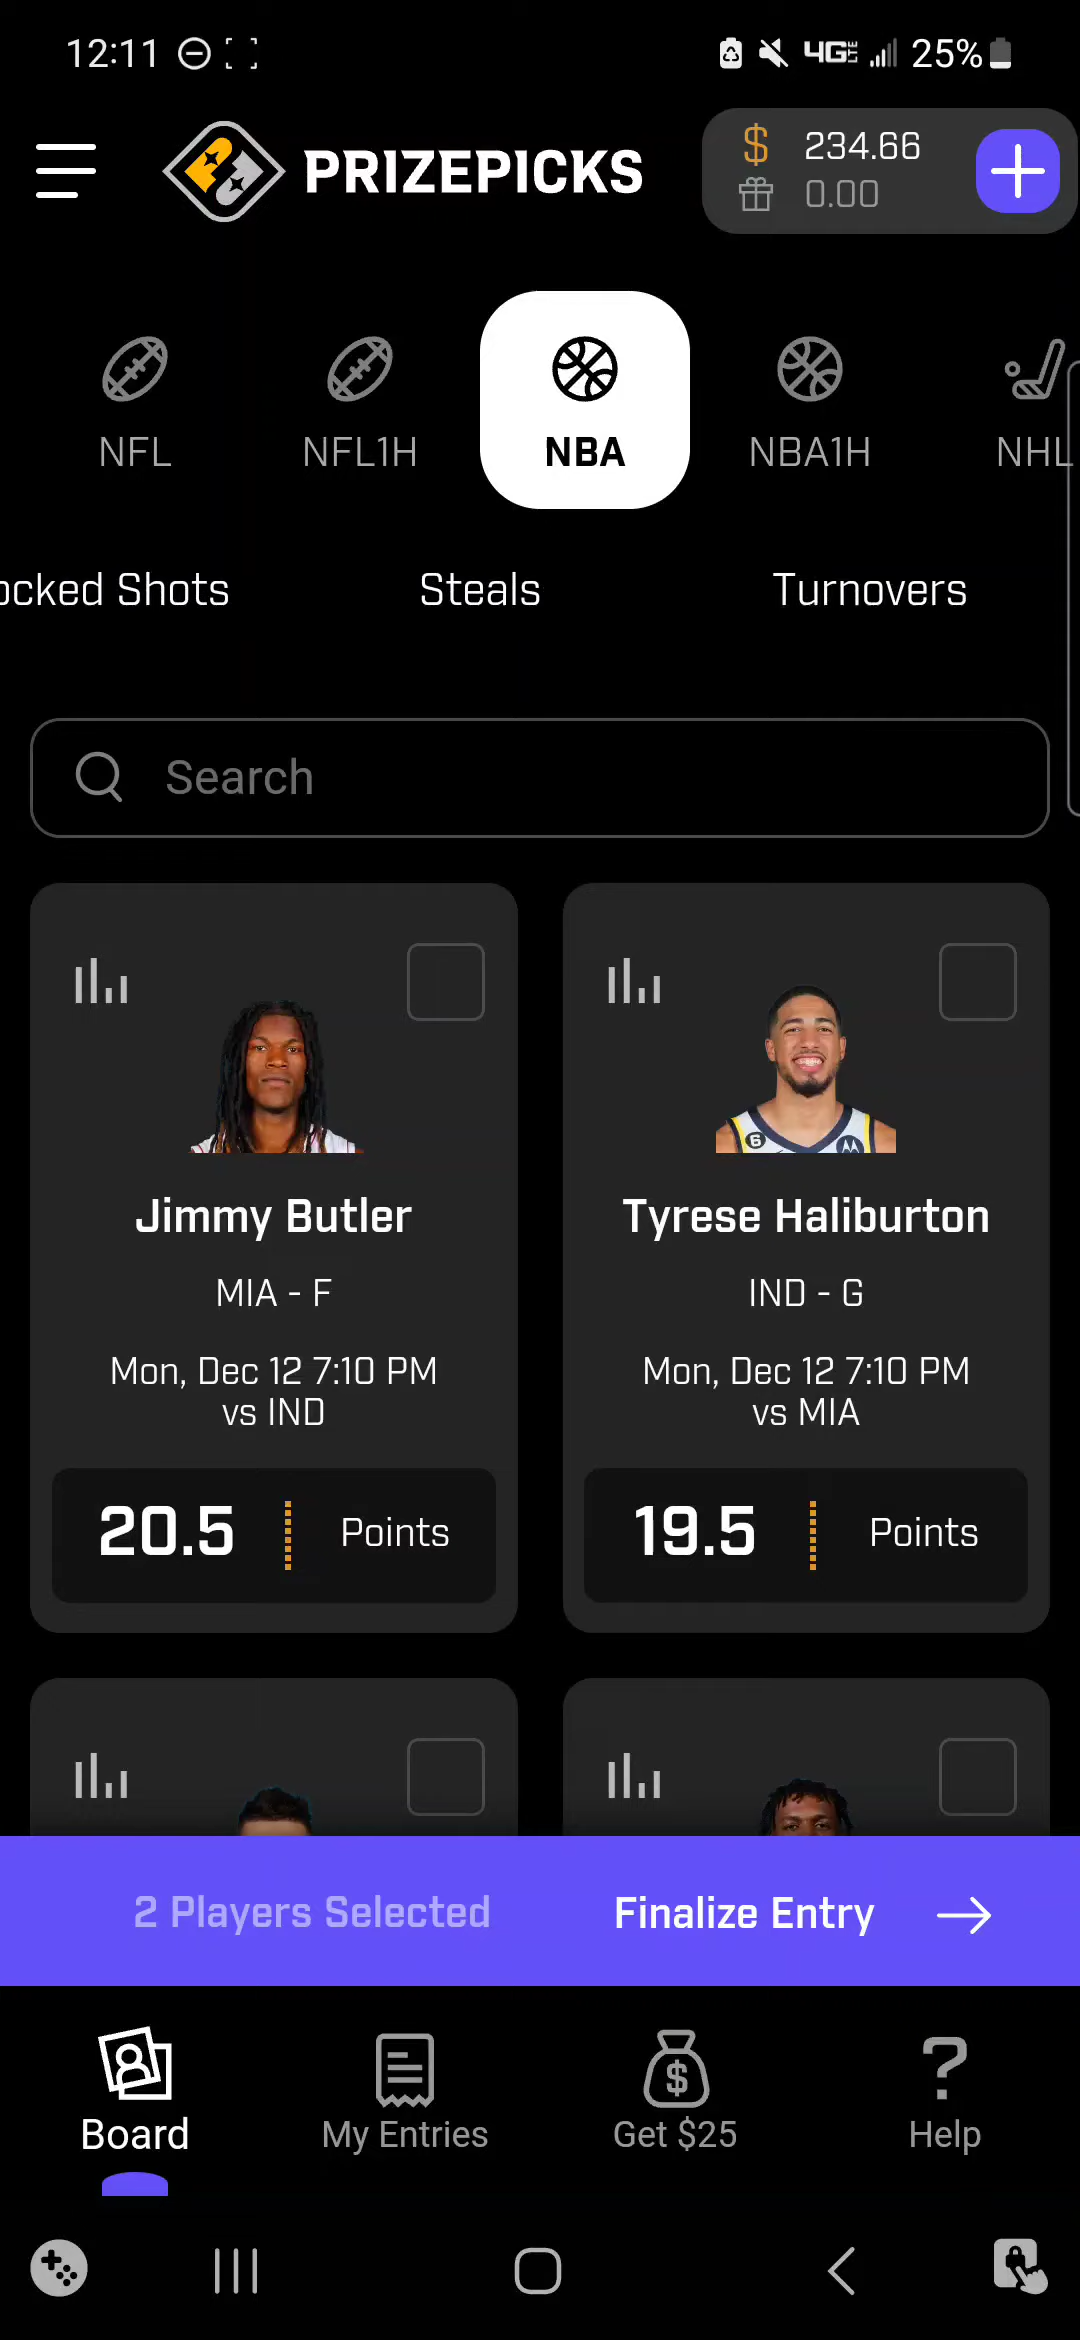 12:11
4G LTE 25%
PRIZEPICKS
$ 234.66
0.00
NFL NFL1H NBA NBA1H NHL
ocked Shots Steals Turnovers
Search
Jimmy Butler
MIA - F
Mon, Dec 12 7:10 PM
vs IND
20.5 Points
Tyrese Haliburton
IND - G
Mon, Dec 12 7:10 PM
vs MIA
19.5 Points
2 Players Selected Finalize Entry
Board My Entries Get $25 Help